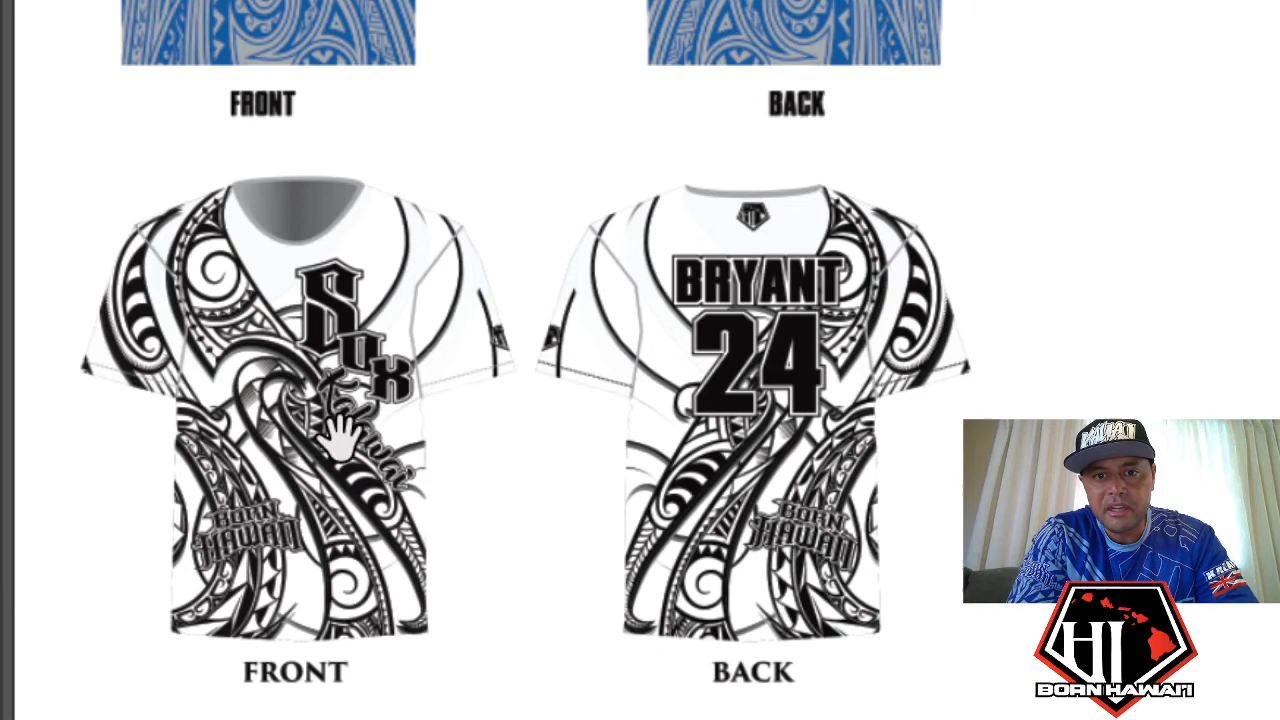 FRONT
BACK
Sox
BRYANT
24
BORN
HAWAII
BORN
HAWAII
FRONT
BACK
HI
BORN HAWAI'I